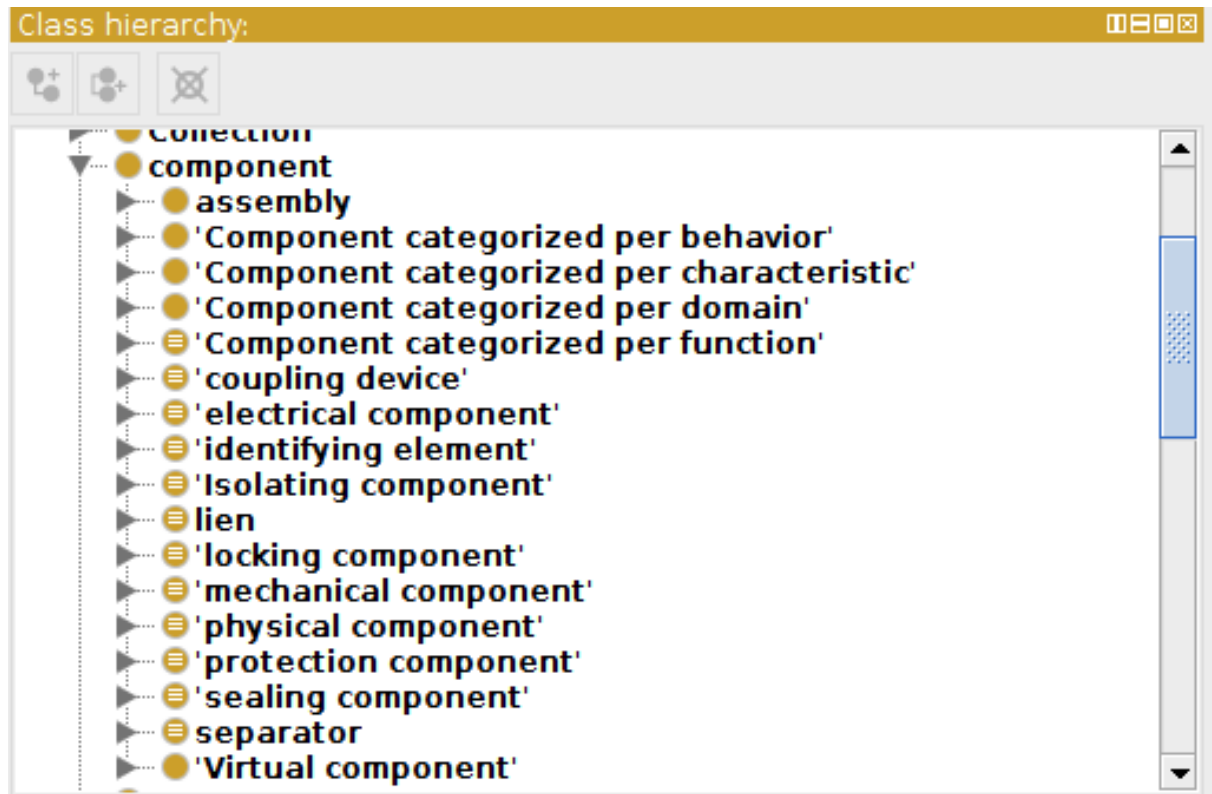 Class hierarchy:
Collection
component
assembly
'Component categorized per behavior'
'Component categorized per characteristic'
'Component categorized per domain'
'Component categorized per function'
'coupling device'
'electrical component'
'identifying element'
'Isolating component'
lien
'locking component'
'mechanical component'
'physical component'
'protection component'
'sealing component'
separator
'Virtual component'